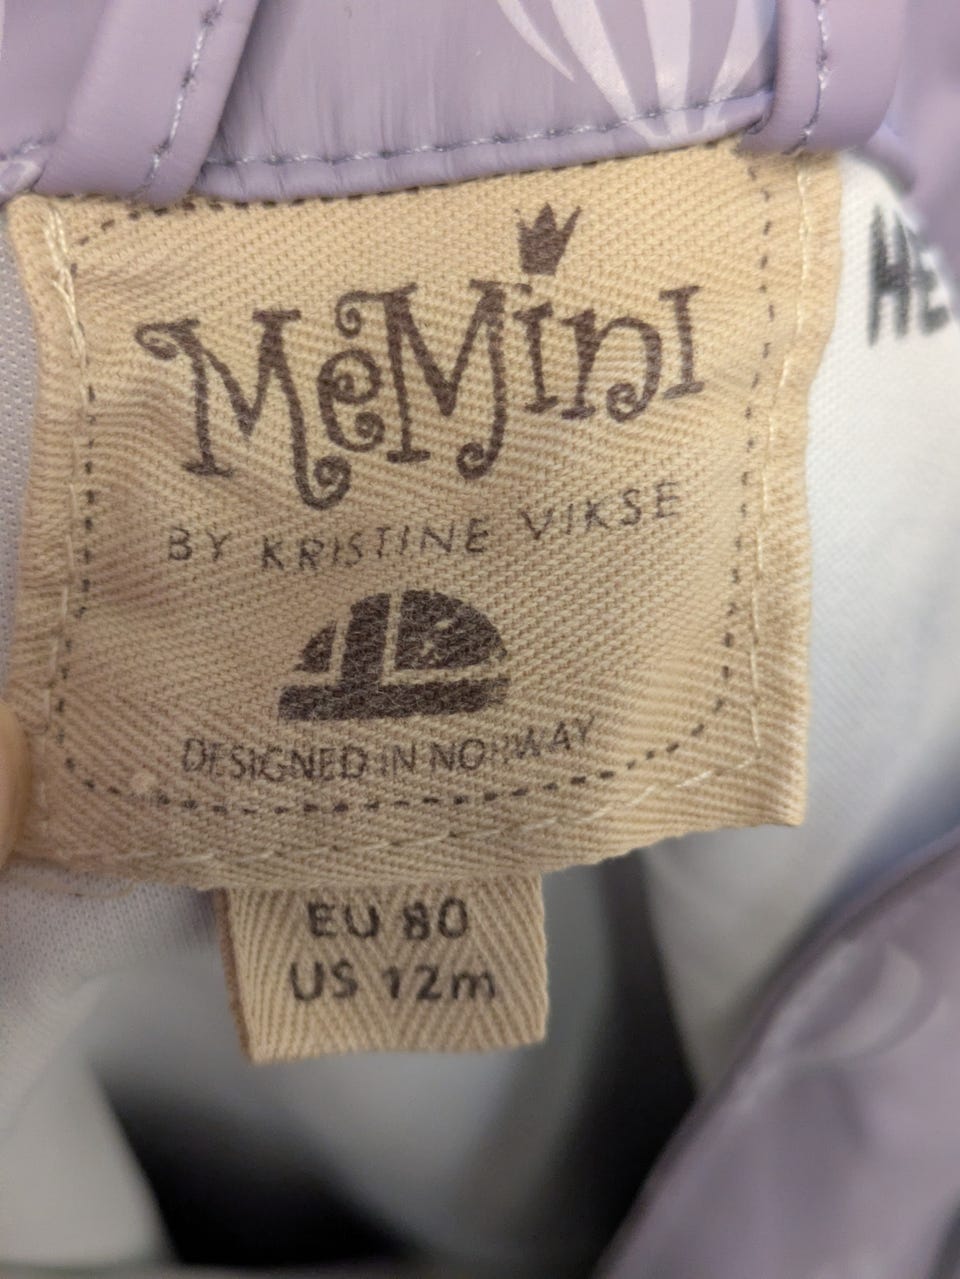 MeMini
BY KRISTINE VIKSE
DESIGNED IN NORWAY
EU 80
US 12m